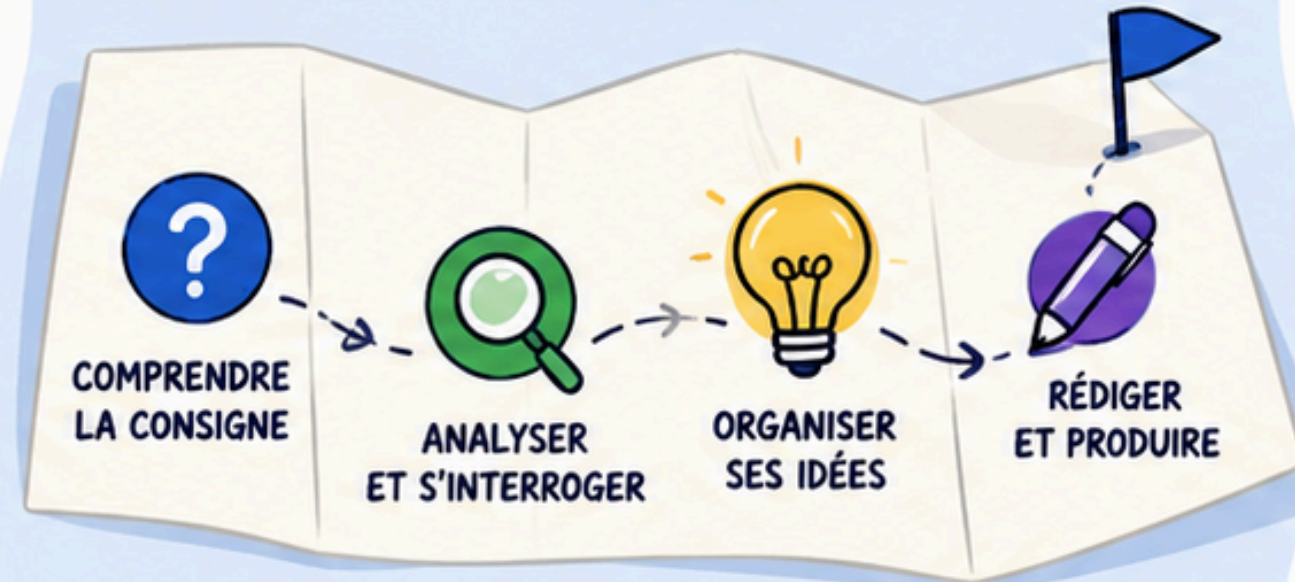 ?
COMPRENDRE
LA CONSIGNE
ANALYSER
ET S'INTERROGER
ORGANISER
SES IDÉES
RÉDIGER
ET PRODUIRE